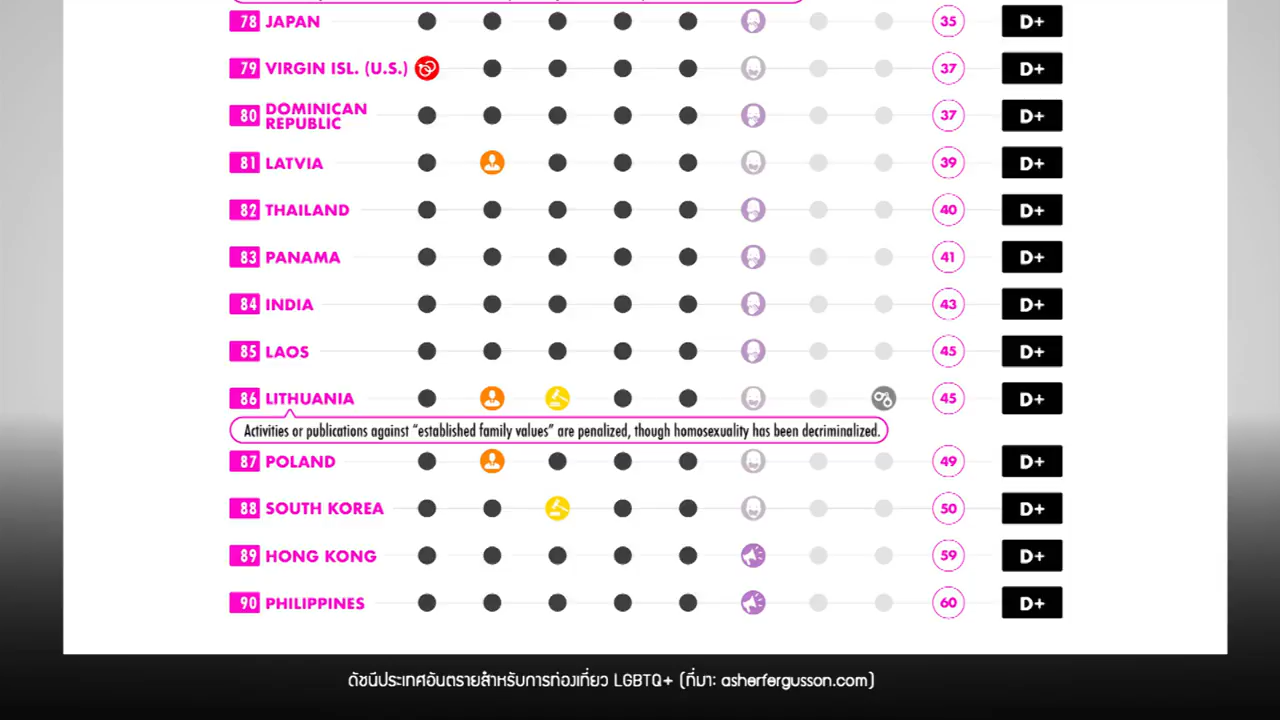 78 JAPAN 35 D+
79 VIRGIN ISL. (U.S.) 37 D+
80 DOMINICAN REPUBLIC 37 D+
81 LATVIA 39 D+
82 THAILAND 40 D+
83 PANAMA 41 D+
84 INDIA 43 D+
85 LAOS 45 D+
86 LITHUANIA 45 D+
Activities or publications against “established family values” are penalized, though homosexuality has been decriminalized.
87 POLAND 49 D+
88 SOUTH KOREA 50 D+
89 HONG KONG 59 D+
90 PHILIPPINES 60 D+
ดัชนีประเทศอันตรายสำหรับการท่องเที่ยว LGBTQ+ (ที่มา: asherfergusson.com)